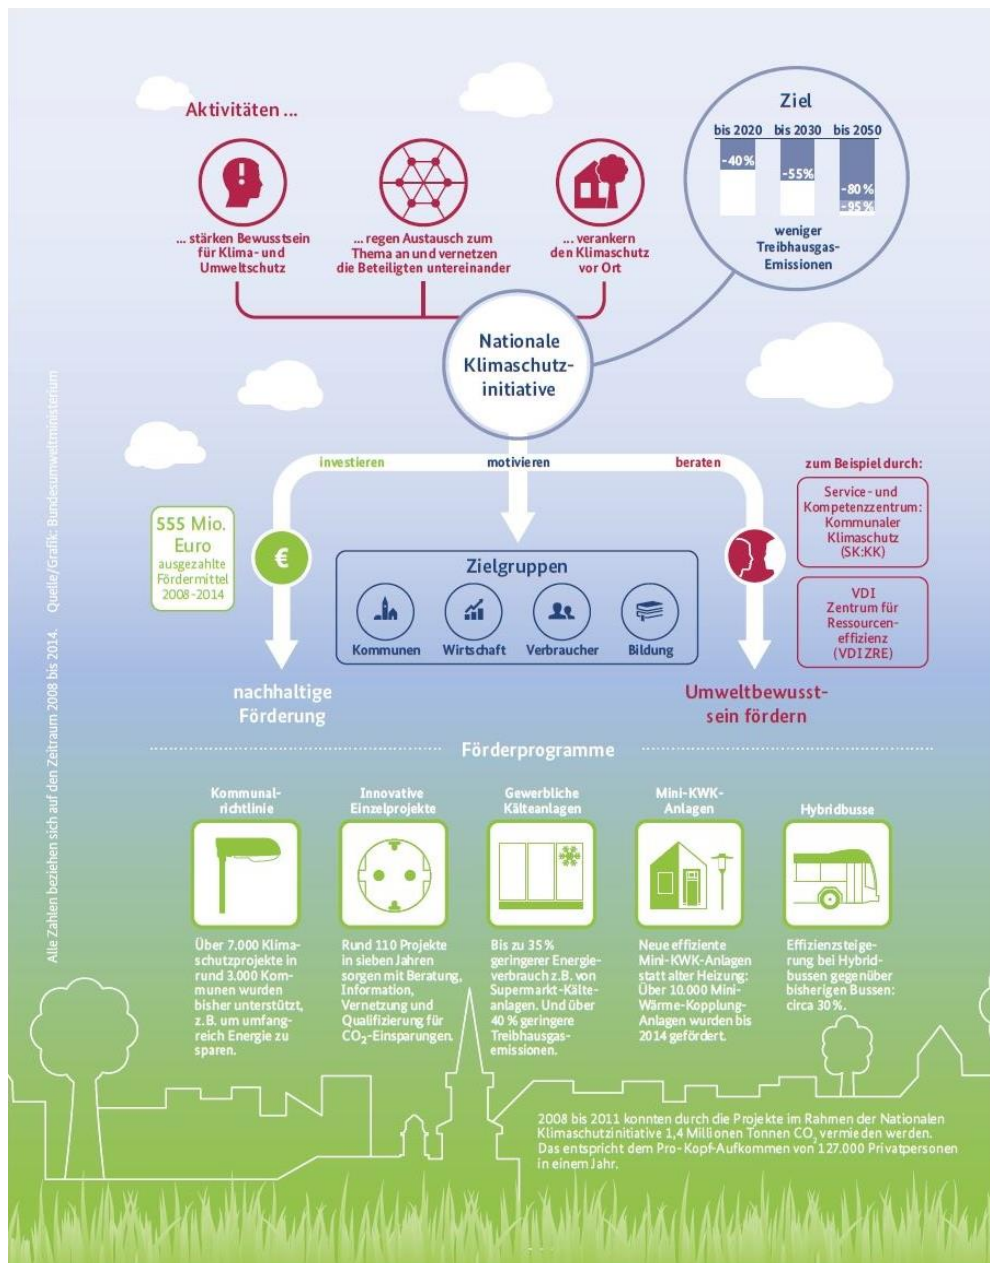 Aktivitäten ...
... stärken Bewusstsein
für Klima- und
Umweltschutz
... regen Austausch zum
Thema an und vernetzen
die Beteiligten untereinander
... verankern
den Klimaschutz
vor Ort
Ziel
bis 2020 bis 2030 bis 2050
-40 %
-55%
-80 %
-95 %
weniger
Treibhausgas-
Emissionen
Nationale
Klimaschutz-
initiative
investieren
motivieren
beraten
555 Mio.
Euro
ausgezahlte
Fördermittel
2008-2014
€
Zielgruppen
Kommunen
Wirtschaft
Verbraucher
Bildung
zum Beispiel durch:
Service- und
Kompetenzzentrum:
Kommunaler
Klimaschutz
(SK:KK)
VDI
Zentrum für
Ressourcen-
effizienz
(VDI ZRE)
nachhaltige
Förderung
Umweltbewusst-
sein fördern
Förderprogramme
Kommunal-
richtlinie
Über 7.000 Klima-
schutzprojekte in
rund 3.000 Kom-
munen wurden
bisher unterstützt,
z.B. um umfang-
reich Energie zu
sparen.
Innovative
Einzelprojekte
Rund 110 Projekte
in sieben Jahren
sorgen mit Beratung,
Information,
Vernetzung und
Qualifizierung für
CO₂-Einsparungen.
Gewerbliche
Kälteanlagen
Bis zu 35 %
geringerer Energie-
verbrauch z.B. von
Supermarkt-Kälte-
anlagen. Und über
40 % geringere
Treibhausgas-
emissionen.
Mini-KWK-
Anlagen
Neue effiziente
Mini-KWK-Anlagen
statt alter Heizung:
Über 10.000 Mini-
Wärme-Kopplung-
Anlagen wurden bis
2014 gefördert.
Hybridbusse
Effizienzsteige-
rung bei Hybrid-
bussen gegenüber
bisherigen Bussen:
circa 30 %.
2008 bis 2011 konnten durch die Projekte im Rahmen der Nationalen
Klimaschutzinitiative 1,4 Millionen Tonnen CO₂ vermieden werden.
Das entspricht dem Pro-Kopf-Aufkommen von 127.000 Privatpersonen
in einem Jahr.
Alle Zahlen beziehen sich auf den Zeitraum 2008 bis 2014. Quelle/Grafik: Bundesumweltministerium